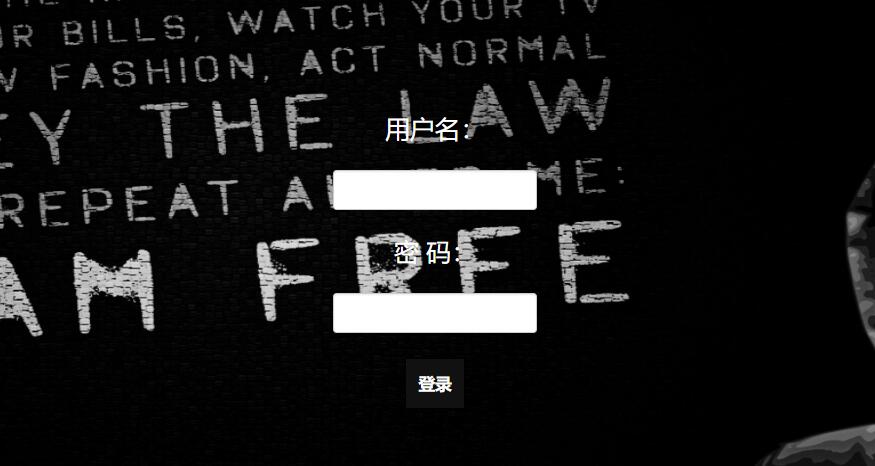 UR BILLS, WATCH YOUR TV
FASHION, ACT NORMAL
THE LAW
用户名:
REPEAT ME:
密 码:
AM FREE
登录